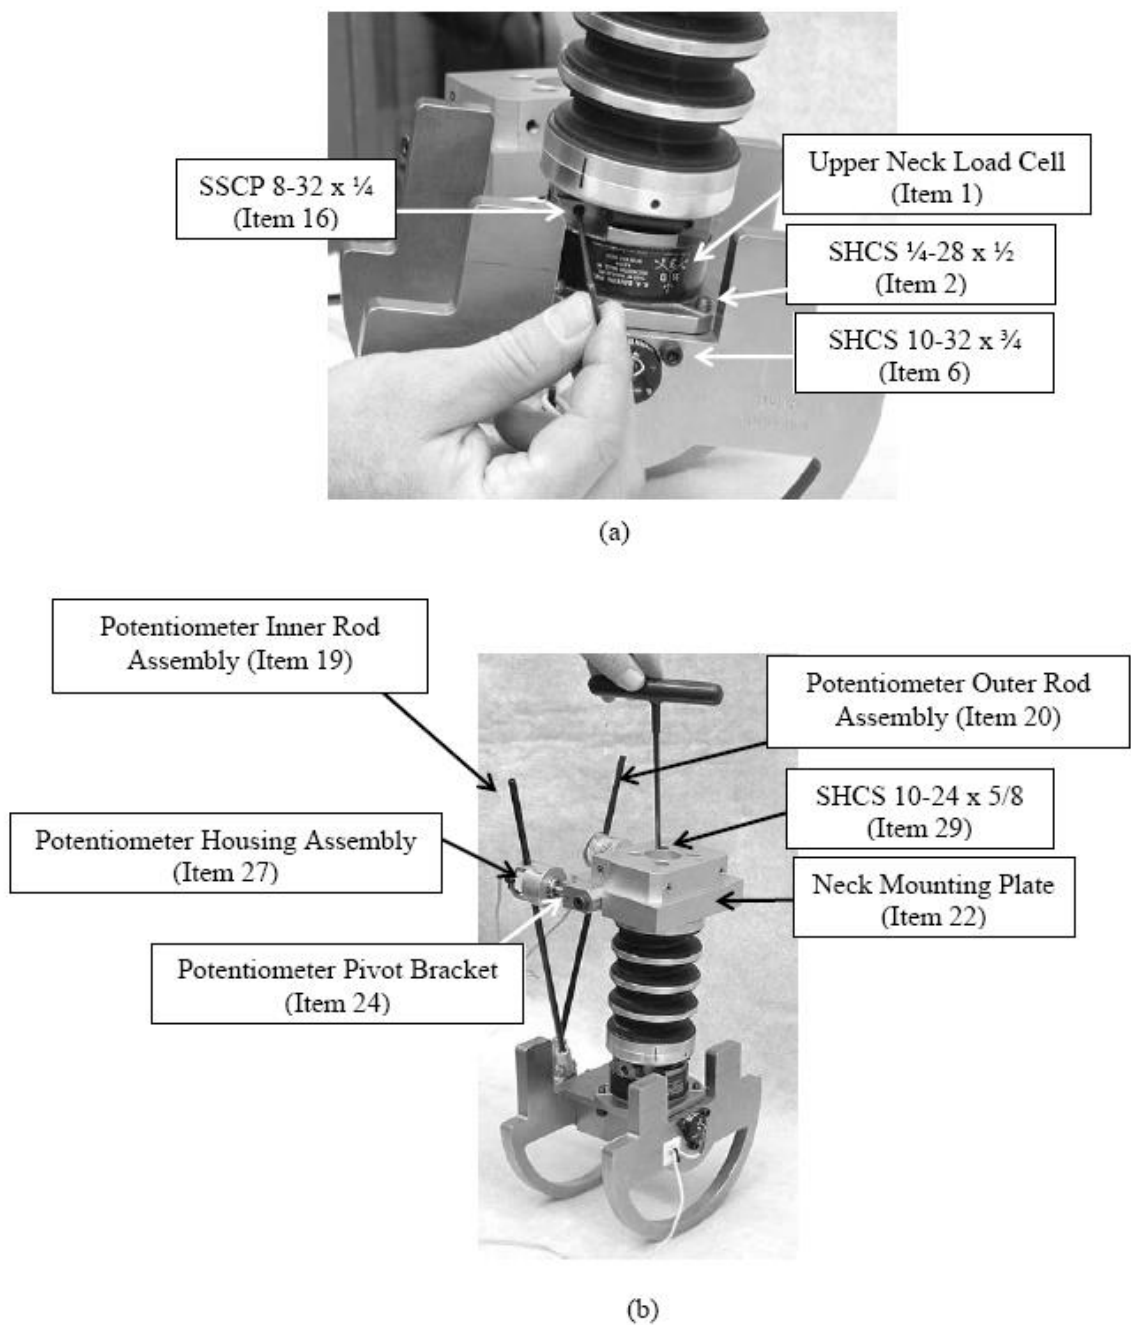 SSCP 8-32 x ¼
(Item 16)
Upper Neck Load Cell
(Item 1)
SHCS ¼-28 x ½
(Item 2)
SHCS 10-32 x ¾
(Item 6)
(a)
Potentiometer Inner Rod
Assembly (Item 19)
Potentiometer Outer Rod
Assembly (Item 20)
SHCS 10-24 x 5/8
(Item 29)
Potentiometer Housing Assembly
(Item 27)
Neck Mounting Plate
(Item 22)
Potentiometer Pivot Bracket
(Item 24)
(b)